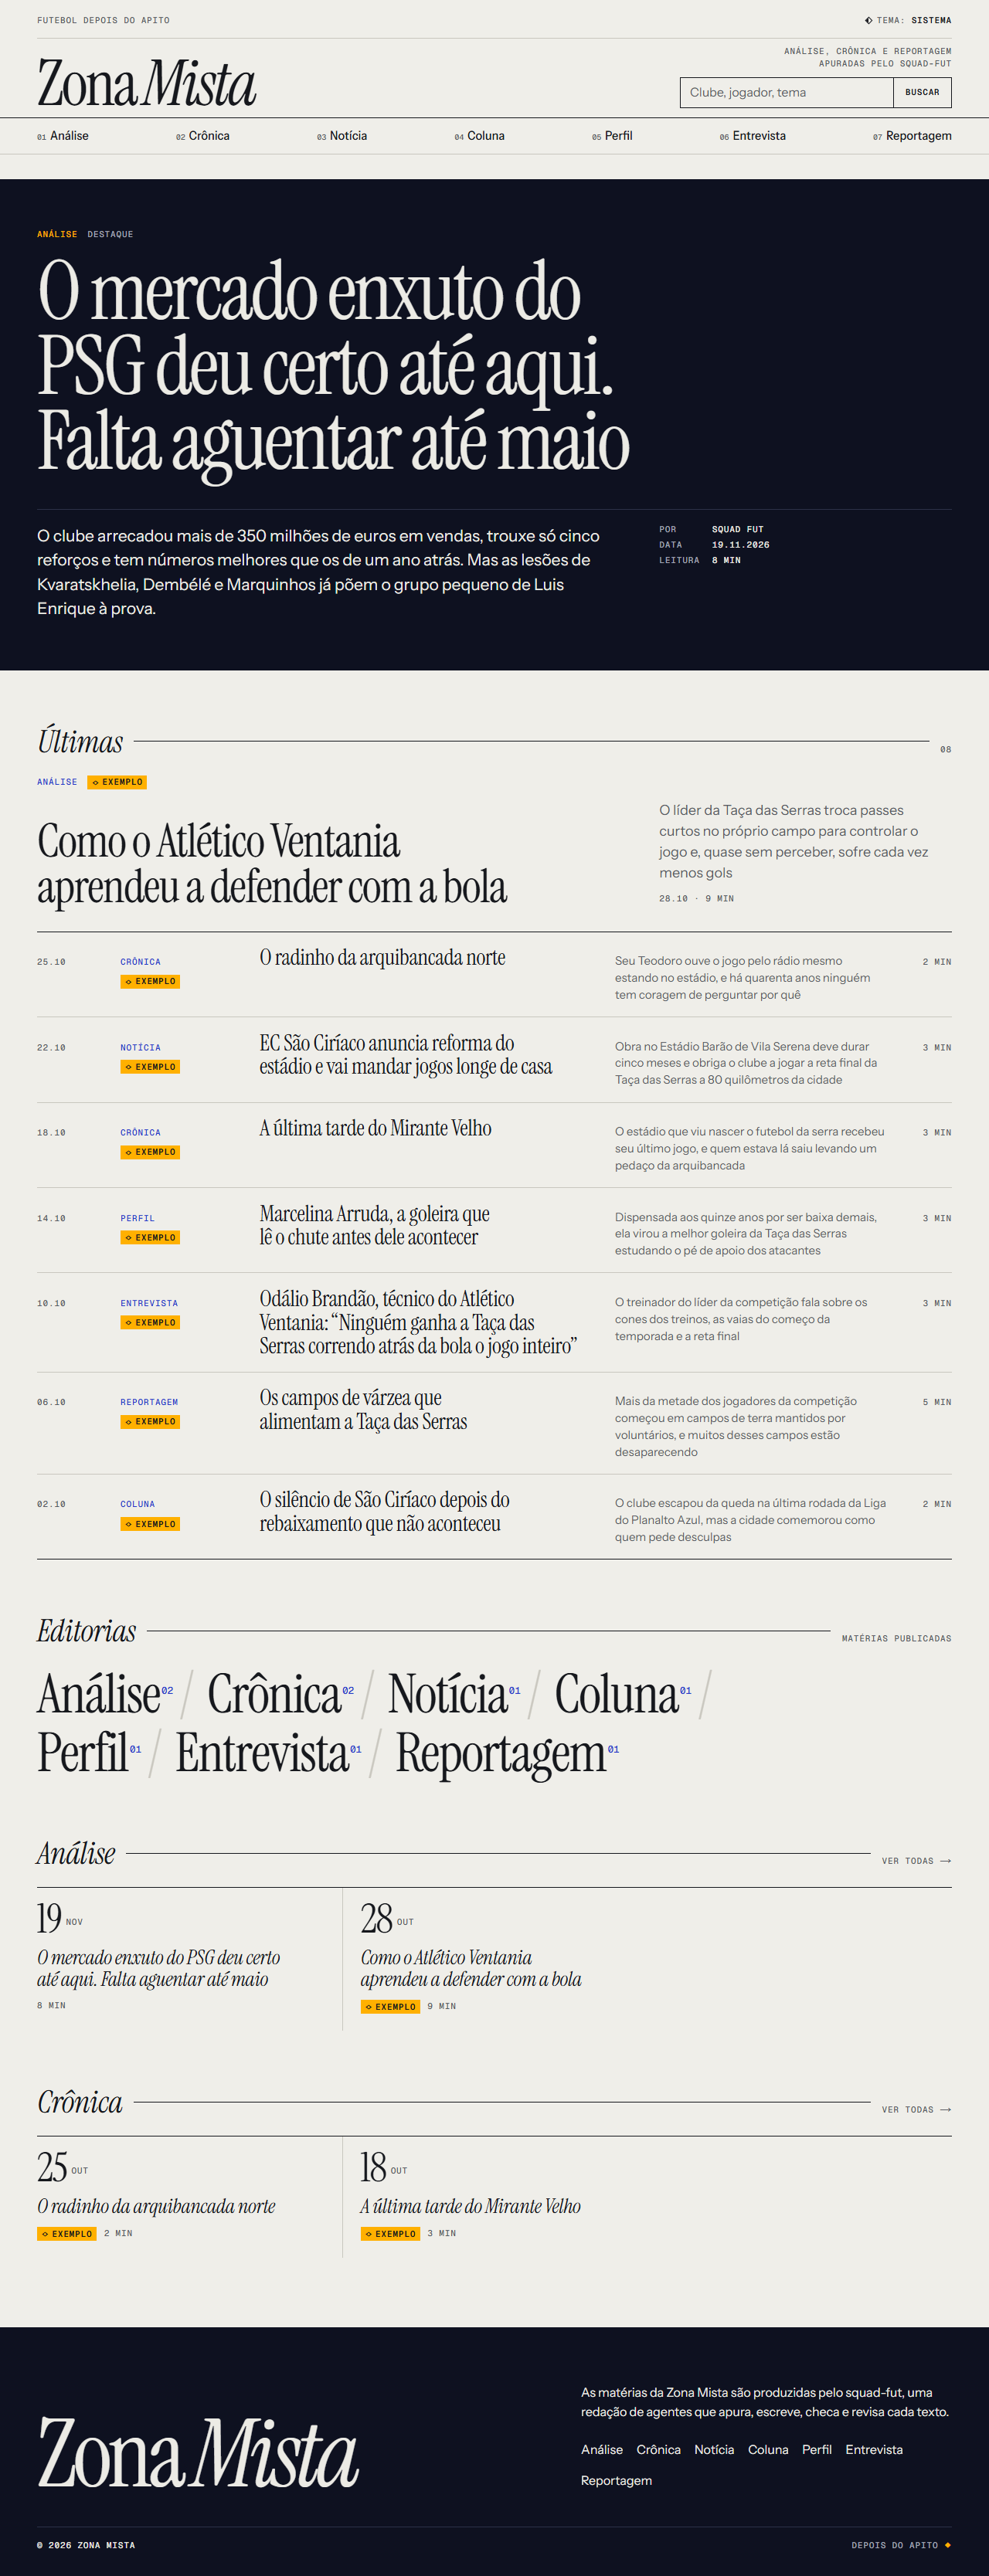 FUTEBOL DEPOIS DO APITO
TEMA: SISTEMA
Zona Mista
ANÁLISE, CRÔNICA E REPORTAGEM
APURADAS PELO SQUAD-FUT
Clube, jogador, tema
BUSCAR
01 Análise
02 Crônica
03 Notícia
04 Coluna
05 Perfil
06 Entrevista
07 Reportagem
ANÁLISE DESTAQUE
O mercado enxuto do
PSG deu certo até aqui.
Falta aguentar até maio
O clube arrecadou mais de 350 milhões de euros em vendas, trouxe só cinco
reforços e tem números melhores que os de um ano atrás. Mas as lesões de
Kvaratskhelia, Dembélé e Marquinhos já põem o grupo pequeno de Luis
Enrique à prova.
POR SQUAD FUT
DATA 19.11.2026
LEITURA 8 MIN
Últimas
08
ANÁLISE EXEMPLO
Como o Atlético Ventania
aprendeu a defender com a bola
O líder da Taça das Serras troca passes
curtos no próprio campo para controlar o
jogo e, quase sem perceber, sofre cada vez
menos gols
28.10 · 9 MIN
25.10
CRÔNICA
EXEMPLO
O radinho da arquibancada norte
Seu Teodoro ouve o jogo pelo rádio mesmo
estando no estádio, e há quarenta anos ninguém
tem coragem de perguntar por quê
2 MIN
22.10
NOTÍCIA
EXEMPLO
EC São Ciríaco anuncia reforma do
estádio e vai mandar jogos longe de casa
Obra no Estádio Barão de Vila Serena deve durar
cinco meses e obriga o clube a jogar a reta final da
Taça das Serras a 80 quilômetros da cidade
3 MIN
18.10
CRÔNICA
EXEMPLO
A última tarde do Mirante Velho
O estádio que viu nascer o futebol da serra recebeu
seu último jogo, e quem estava lá saiu levando um
pedaço da arquibancada
3 MIN
14.10
PERFIL
EXEMPLO
Marcelina Arruda, a goleira que
lê o chute antes dele acontecer
Dispensada aos quinze anos por ser baixa demais,
ela virou a melhor goleira da Taça das Serras
estudando o pé de apoio dos atacantes
3 MIN
10.10
ENTREVISTA
EXEMPLO
Odálio Brandão, técnico do Atlético
Ventania: “Ninguém ganha a Taça das
Serras correndo atrás da bola o jogo inteiro”
O treinador do líder da competição fala sobre os
cones dos treinos, as vaias do começo da
temporada e a reta final
3 MIN
06.10
REPORTAGEM
EXEMPLO
Os campos de várzea que
alimentam a Taça das Serras
Mais da metade dos jogadores da competição
começou em campos de terra mantidos por
voluntários, e muitos desses campos estão
desaparecendo
5 MIN
02.10
COLUNA
EXEMPLO
O silêncio de São Ciríaco depois do
rebaixamento que não aconteceu
O clube escapou da queda na última rodada da Liga
do Planalto Azul, mas a cidade comemorou como
quem pede desculpas
2 MIN
Editorias
MATÉRIAS PUBLICADAS
Análise 02 / Crônica 02 / Notícia 01 / Coluna 01 /
Perfil 01 / Entrevista 01 / Reportagem 01
Análise
VER TODAS →
19 NOV
O mercado enxuto do PSG deu certo
até aqui. Falta aguentar até maio
8 MIN
28 OUT
Como o Atlético Ventania
aprendeu a defender com a bola
EXEMPLO 9 MIN
Crônica
VER TODAS →
25 OUT
O radinho da arquibancada norte
EXEMPLO 2 MIN
18 OUT
A última tarde do Mirante Velho
EXEMPLO 3 MIN
Zona Mista
As matérias da Zona Mista são produzidas pelo squad-fut, uma
redação de agentes que apura, escreve, checa e revisa cada texto.
Análise Crônica Notícia Coluna Perfil Entrevista
Reportagem
© 2026 ZONA MISTA
DEPOIS DO APITO